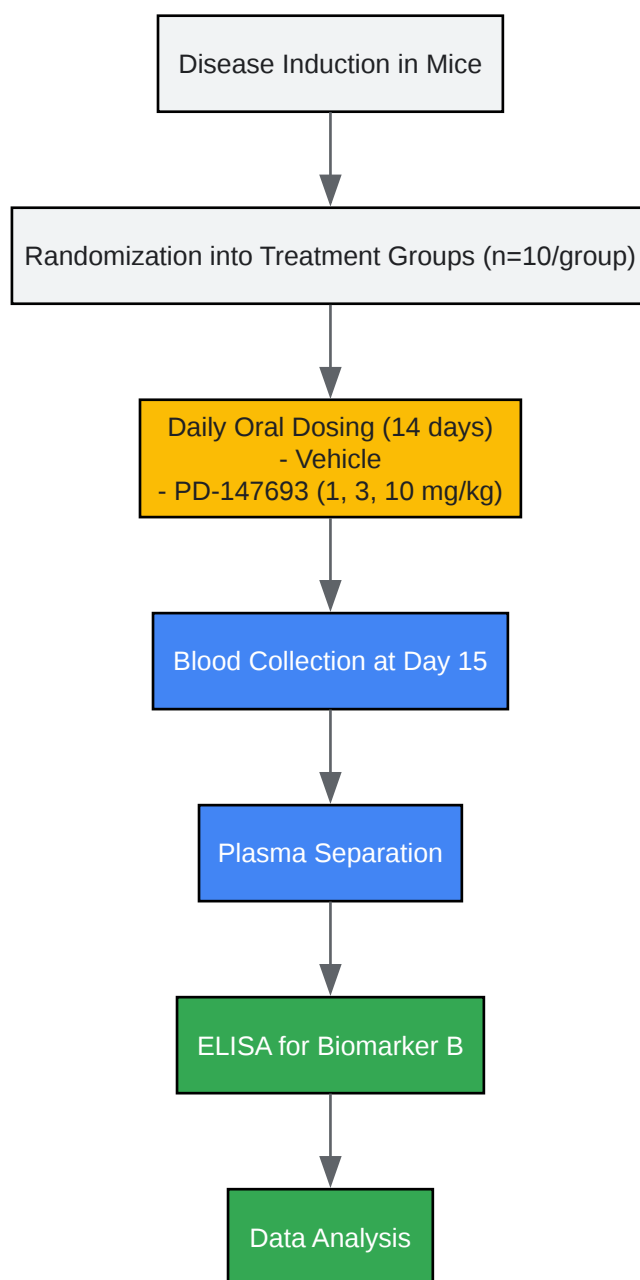 Disease Induction in Mice
Randomization into Treatment Groups (n=10/group)
Daily Oral Dosing (14 days)
- Vehicle
- PD-147693 (1, 3, 10 mg/kg)
Blood Collection at Day 15
Plasma Separation
ELISA for Biomarker B
Data Analysis